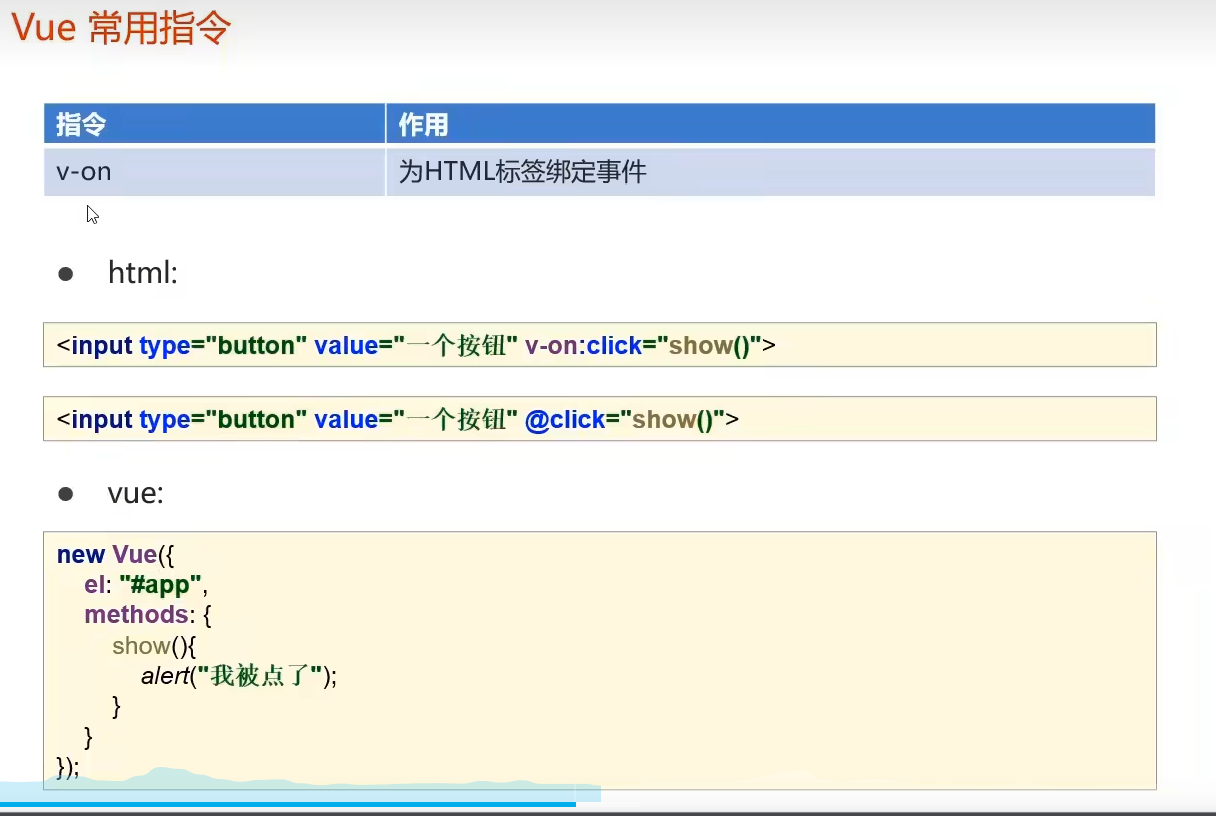 Vue 常用指令
指令 作用
v-on 为HTML标签绑定事件
● html:
<input type="button" value="一个按钮" v-on:click="show()">
<input type="button" value="一个按钮" @click="show()">
● vue:
new Vue({
    el: "#app",
    methods: {
        show(){
            alert("我被点了");
        }
    }
});